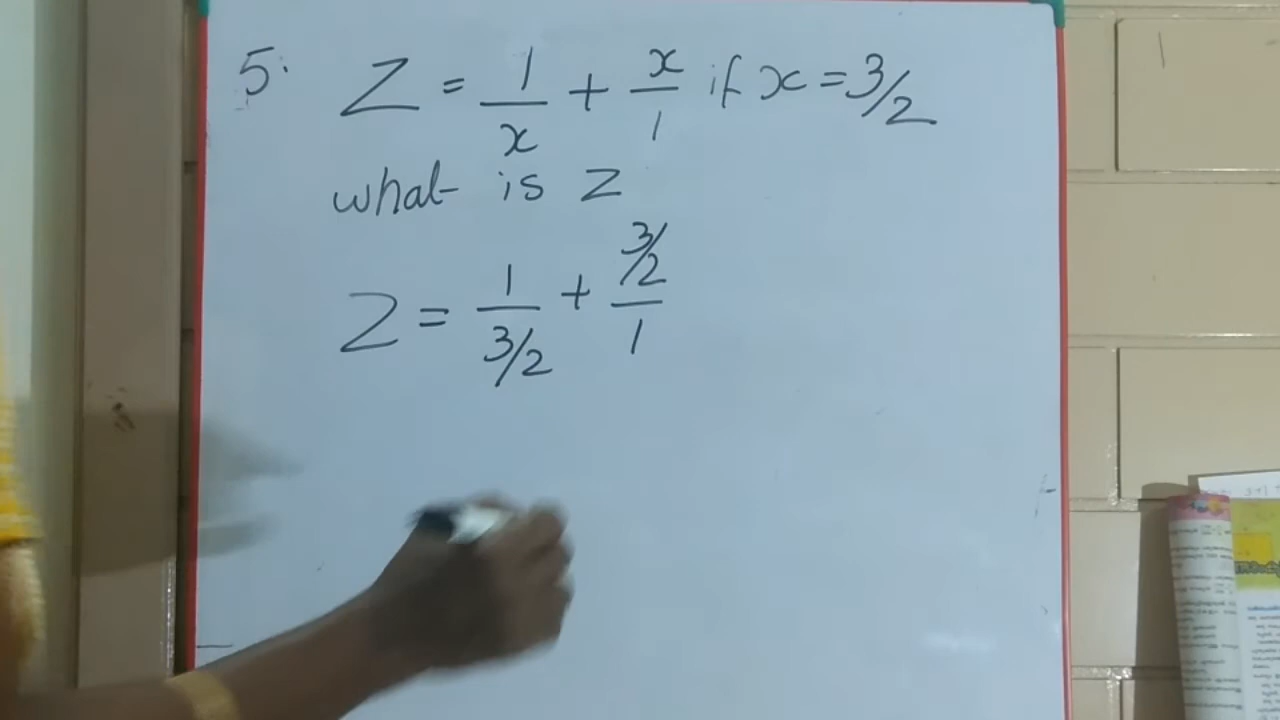 5. Z = 1/x + x/1 if x = 3/2
what is Z
Z = 1/(3/2) + (3/2)/1